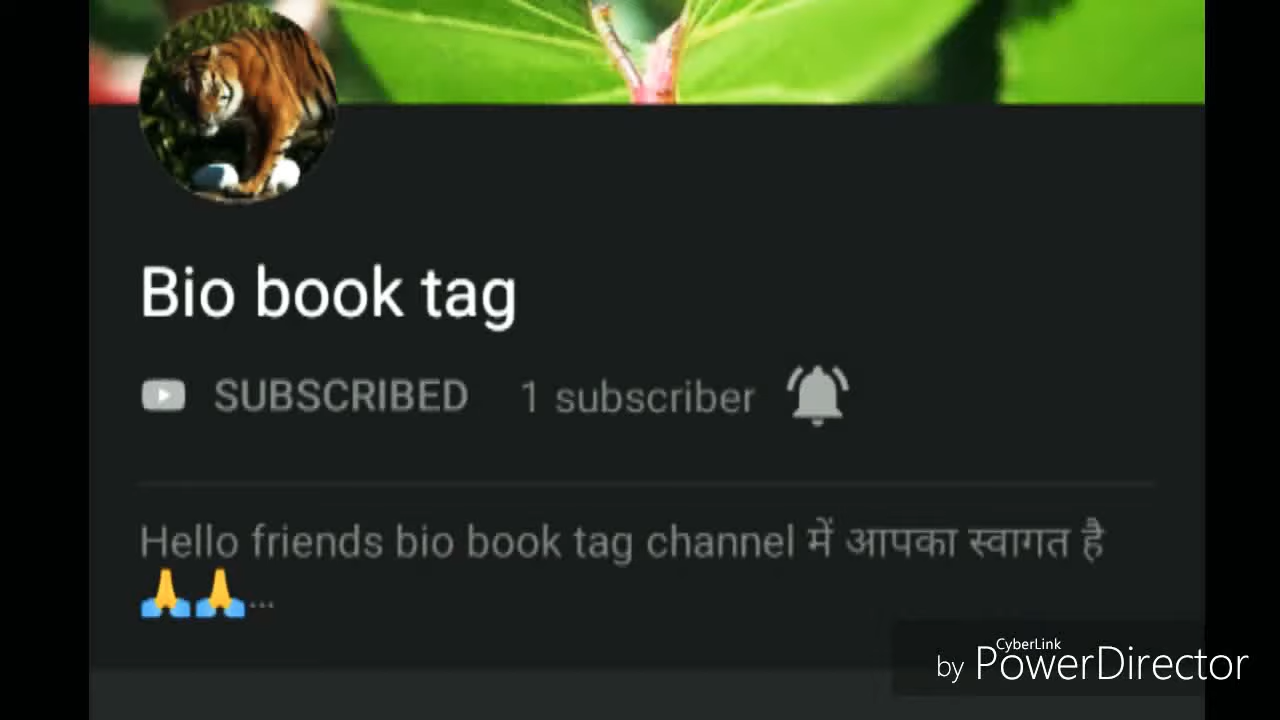 Bio book tag
SUBSCRIBED 1 subscriber
Hello friends bio book tag channel में आपका स्वागत है
🙏🙏...
CyberLink
by PowerDirector